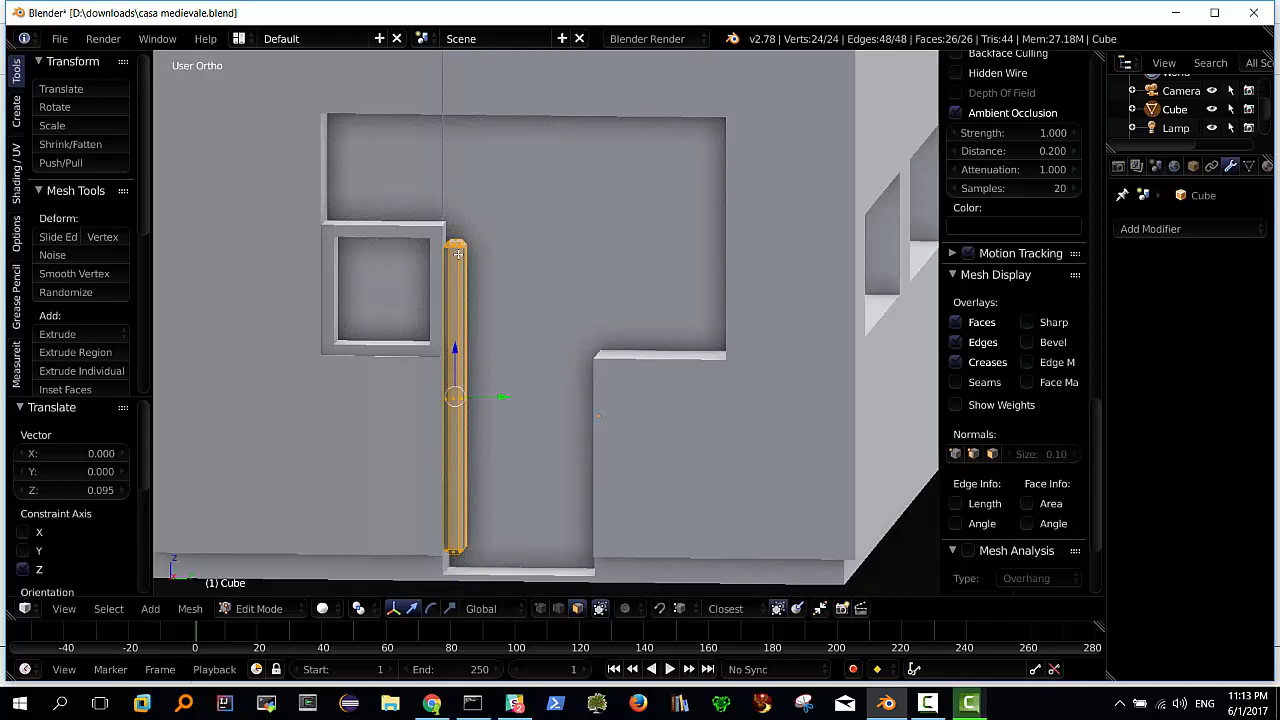 Blender* [D:\downloads\casa medievale.blend]
File Render Window Help Default Scene Blender Render v2.78 | Verts:24/24 | Edges:48/48 | Faces:26/26 | Tris:44 | Mem:27.18M | Cube
Tools
Create
Shading / UV
Options
Grease Pencil
Measureit
Transform
Translate
Rotate
Scale
Shrink/Fatten
Push/Pull
Mesh Tools
Deform:
Slide Ed Vertex
Noise
Smooth Vertex
Randomize
Add:
Extrude
Extrude Region
Extrude Individual
Inset Faces
Translate
Vector
X: 0.000
Y: 0.000
Z: 0.095
Constraint Axis
X
Y
Z
Orientation
User Ortho
z
x
(1) Cube
Backface Culling
Hidden Wire
Depth Of Field
Ambient Occlusion
Strength: 1.000
Distance: 0.200
Attenuation: 1.000
Samples: 20
Color:
Motion Tracking
Mesh Display
Overlays:
Faces Sharp
Edges Bevel
Creases Edge M
Seams Face Ma
Show Weights
Normals:
Size: 0.10
Edge Info: Face Info:
Length Area
Angle Angle
Mesh Analysis
Type: Overhang
View Search All Sc
World
Camera
Cube
Lamp
Cube
Add Modifier
View Select Add Mesh Edit Mode Global Closest
-40 -20 0 20 40 60 80 100 120 140 160 180 200 220 240 260 280
View Marker Frame Playback Start: 1 End: 250 1 No Sync
ENG
11:13 PM
6/1/2017